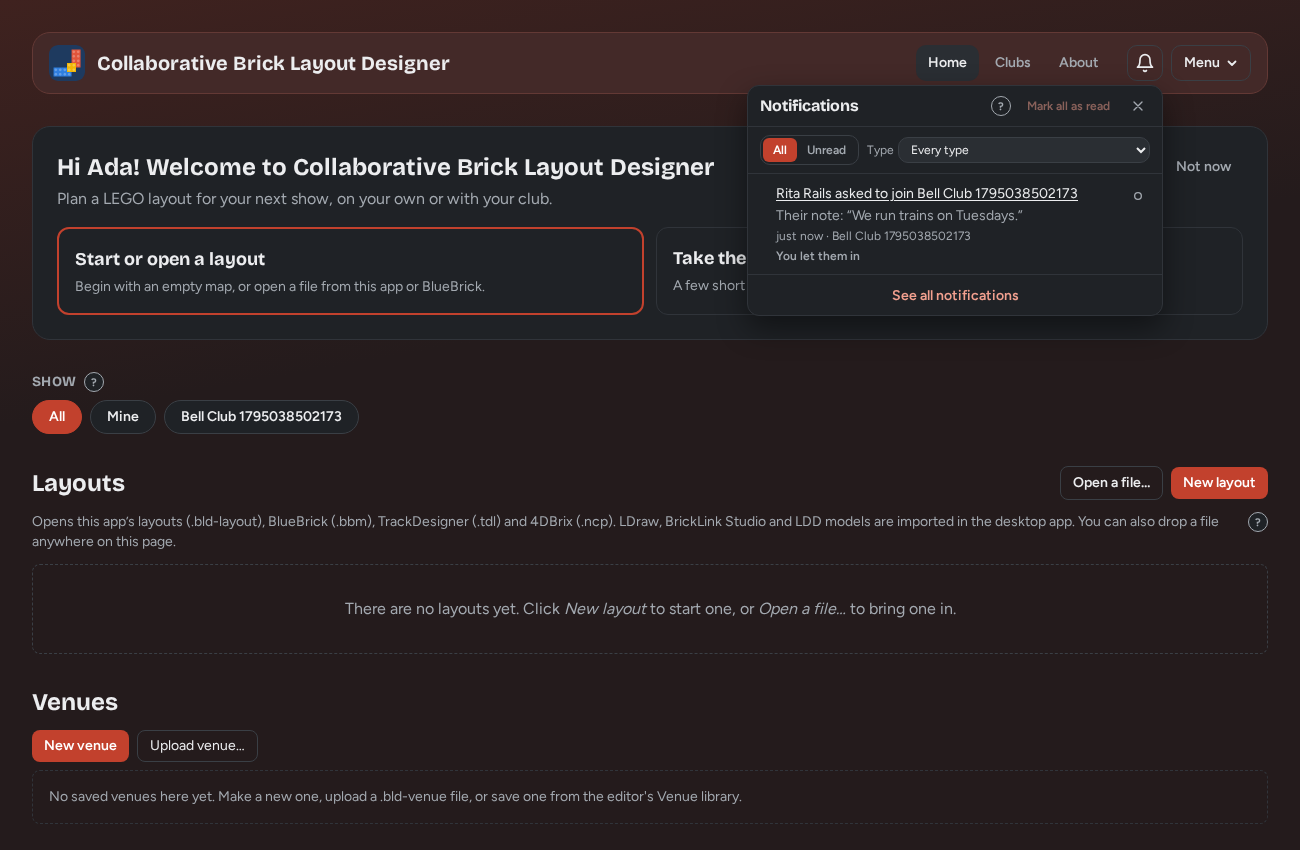 Collaborative Brick Layout Designer
Home
Clubs
About
Menu
Notifications
?
Mark all as read
All
Unread
Type
Every type
Rita Rails asked to join Bell Club 1795038502173
Their note: “We run trains on Tuesdays.”
just now · Bell Club 1795038502173
You let them in
See all notifications
Hi Ada! Welcome to Collaborative Brick Layout Designer
Not now
Plan a LEGO layout for your next show, on your own or with your club.
Start or open a layout
Begin with an empty map, or open a file from this app or BlueBrick.
Take the
A few short
SHOW
?
All
Mine
Bell Club 1795038502173
Layouts
Open a file…
New layout
Opens this app’s layouts (.bld-layout), BlueBrick (.bbm), TrackDesigner (.tdl) and 4DBrix (.ncp). LDraw, BrickLink Studio and LDD models are imported in the desktop app. You can also drop a file
anywhere on this page.
?
There are no layouts yet. Click New layout to start one, or Open a file… to bring one in.
Venues
New venue
Upload venue…
No saved venues here yet. Make a new one, upload a .bld-venue file, or save one from the editor's Venue library.